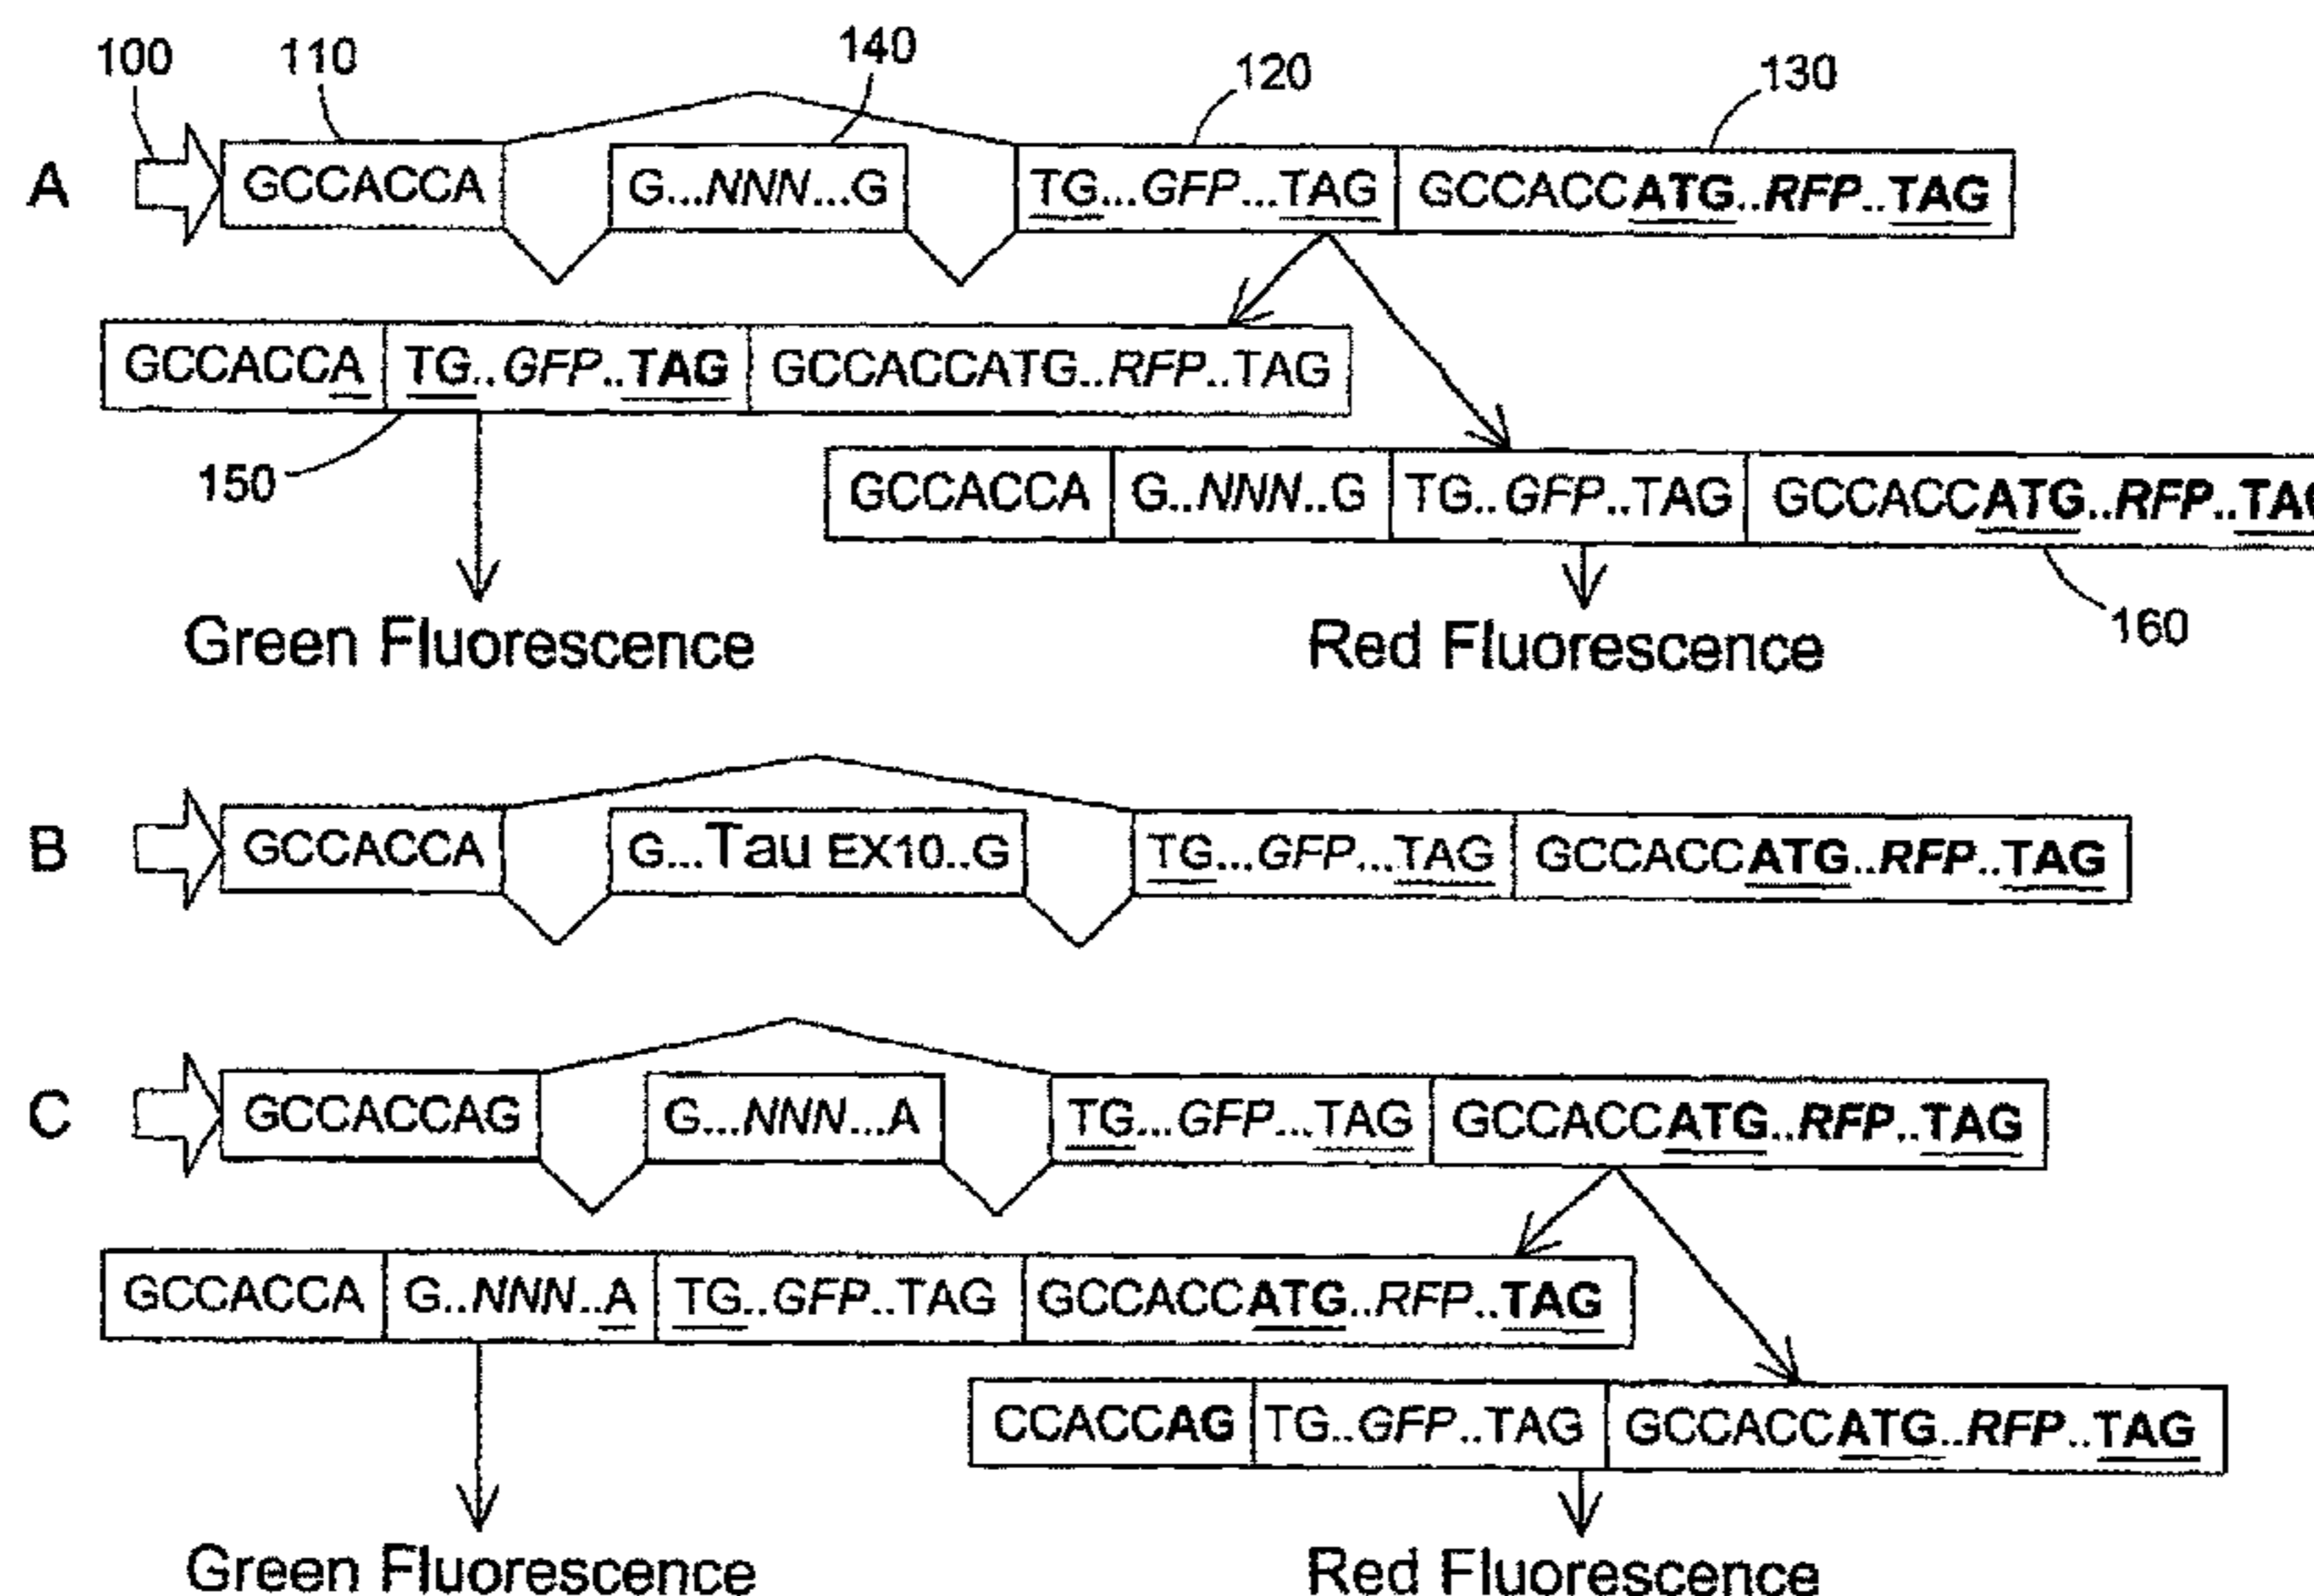 100 110 140 120 130
A GCCACCA G...NNN...G TG...GFP...TAG GCCACCATG..RFP..TAG
GCCACCA TG..GFP..TAG GCCACCATG..RFP..TAG
150 GCCACCA G..NNN..G TG..GFP..TAG GCCACCATG..RFP..TAG
Green Fluorescence Red Fluorescence 160
B GCCACCA G...Tau EX10..G TG...GFP...TAG GCCACCATG..RFP..TAG
C GCCACCAG G...NNN...A TG...GFP...TAG GCCACCATG..RFP..TAG
GCCACCA G..NNN..A TG..GFP..TAG GCCACCATG..RFP..TAG
CCACCAG TG..GFP..TAG GCCACCATG..RFP..TAG
Green Fluorescence Red Fluorescence